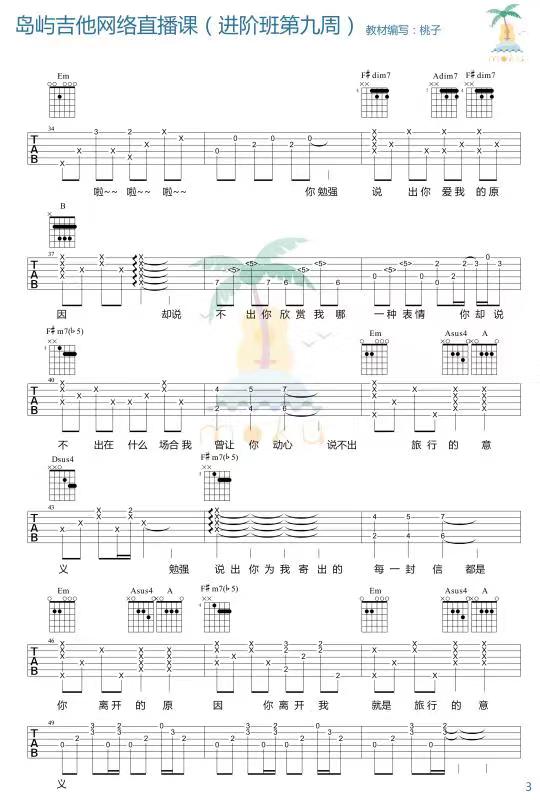 岛屿吉他网络直播课（进阶班第九周） 教材编写：桃子
moku
Em F# dim7 Adim7 F# dim7
34
啦~~ 啦~~ 啦~~ 你勉强 说 出你 爱我 的原
B
37
因 却说 不 出你欣赏我哪 一种表情 你却说
F# m7(b5) Em Asus4 A
40
不 出在 什么 场合我 曾让 你 动心 说不出 旅行 的 意
Dsus4 F# m7(b5)
43
义 勉强 说出你为我寄出的 每一封 信 都是
Em Asus4 A F# m7(b5) Em Asus4 A
46
你 离开 的 原 因 你离开 我 就是 旅行 的 意
49
义
3